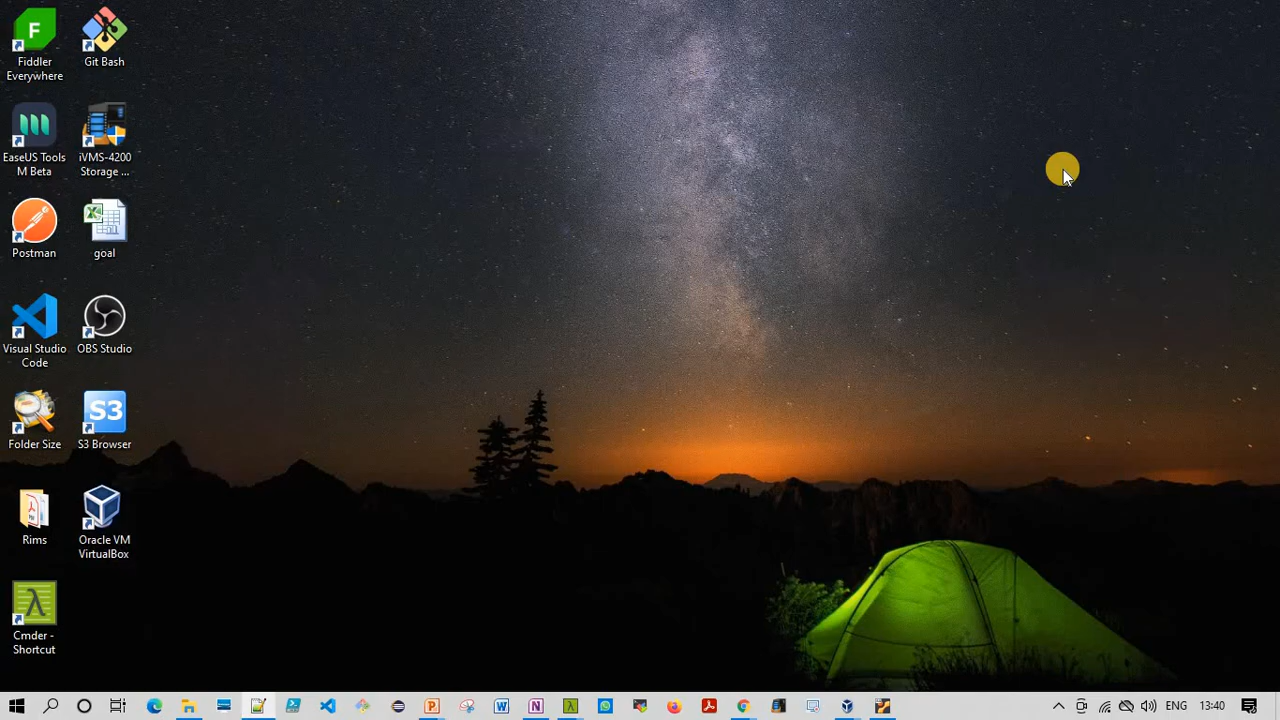 Fiddler
Everywhere
Git Bash
EaseUS Tools
M Beta
iVMS-4200
Storage ...
Postman
goal
Visual Studio
Code
OBS Studio
Folder Size
S3
S3 Browser
Rims
Oracle VM
VirtualBox
Cmder -
Shortcut
ENG
13:40